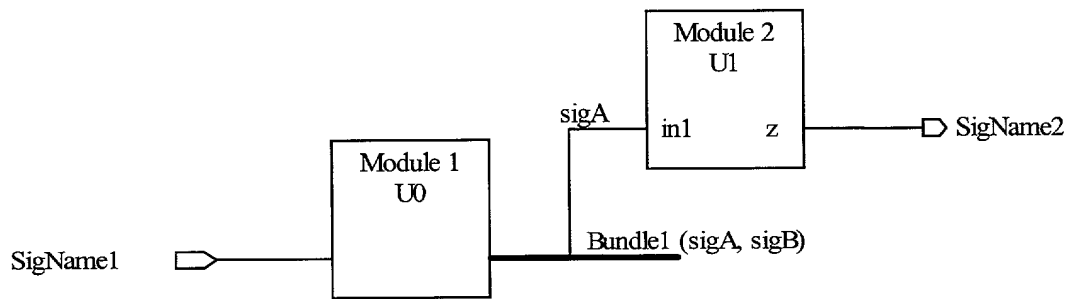 Module 2
U1
sigA
in1
z
SigName2
Module 1
U0
Bundle1 (sigA, sigB)
SigName1